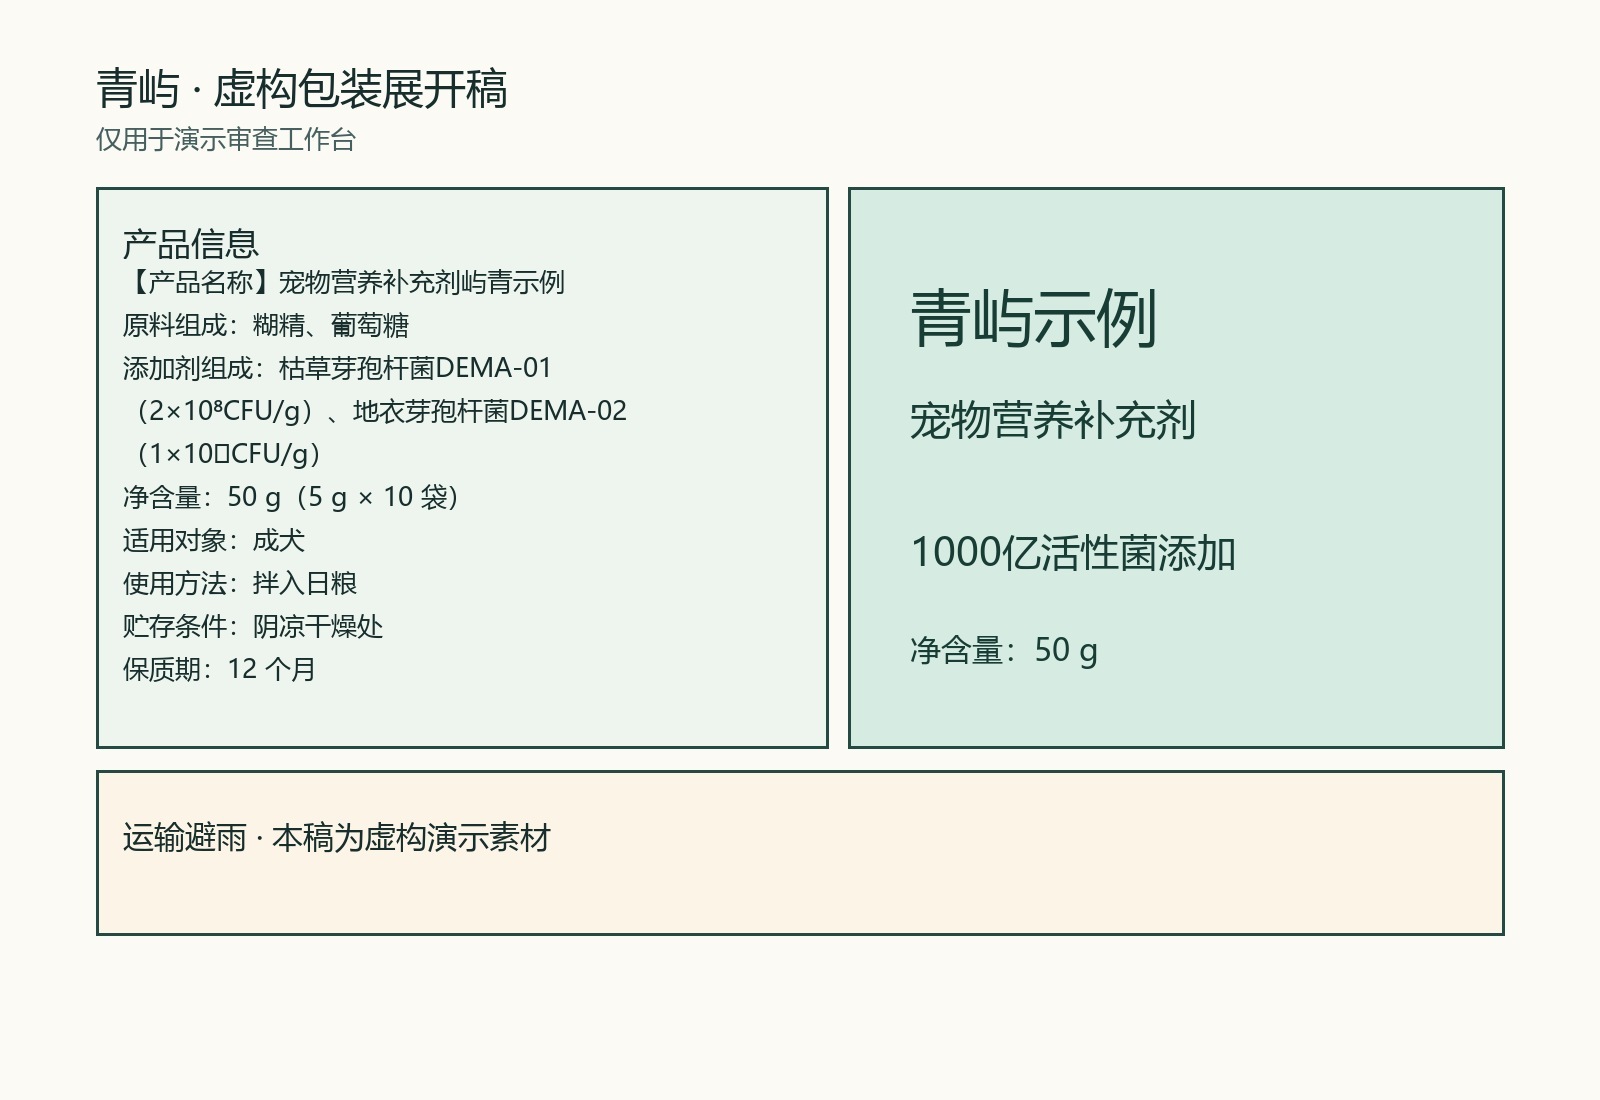 青屿 · 虚构包装展开稿
仅用于演示审查工作台
产品信息
【产品名称】宠物营养补充剂屿青示例
原料组成：糊精、葡萄糖
添加剂组成：枯草芽孢杆菌DEMA-01
（2×10⁸CFU/g）、地衣芽孢杆菌DEMA-02
（1×10□CFU/g）
净含量：50 g（5 g × 10 袋）
适用对象：成犬
使用方法：拌入日粮
贮存条件：阴凉干燥处
保质期：12 个月
青屿示例
宠物营养补充剂
1000亿活性菌添加
净含量：50 g
运输避雨 · 本稿为虚构演示素材